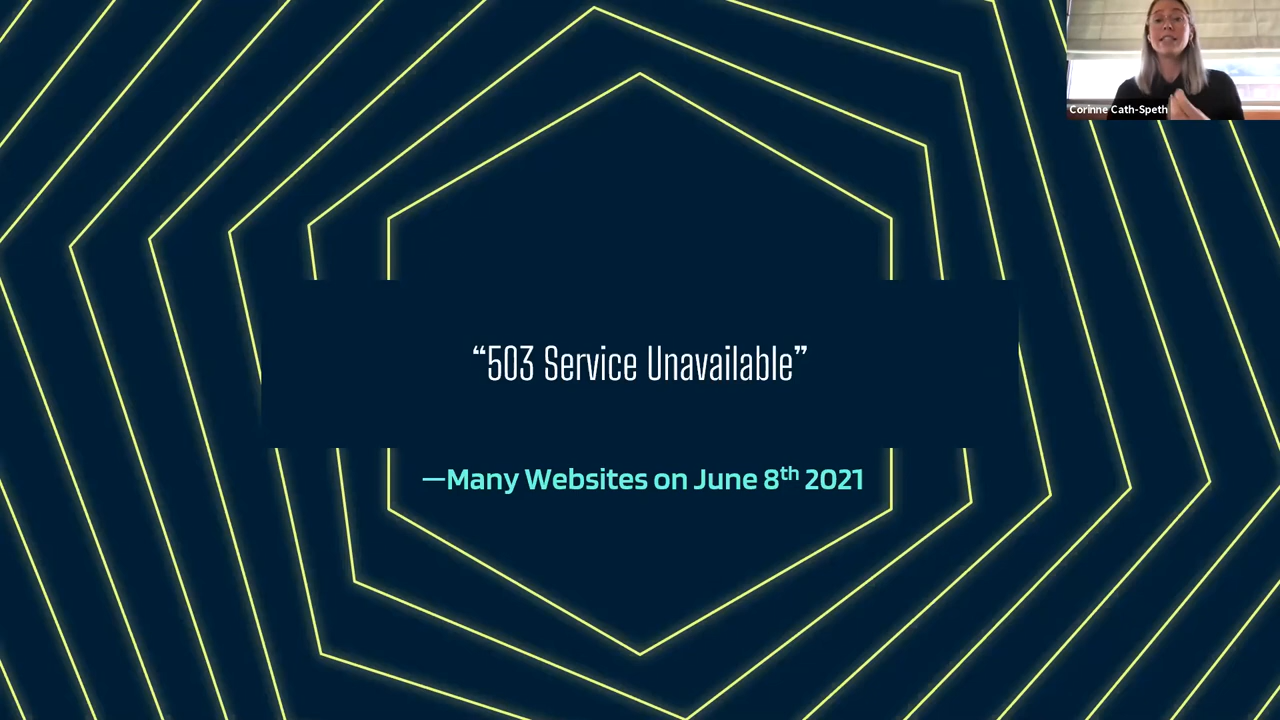 Corinne Cath-Speth
“503 Service Unavailable”
—Many Websites on June 8th 2021